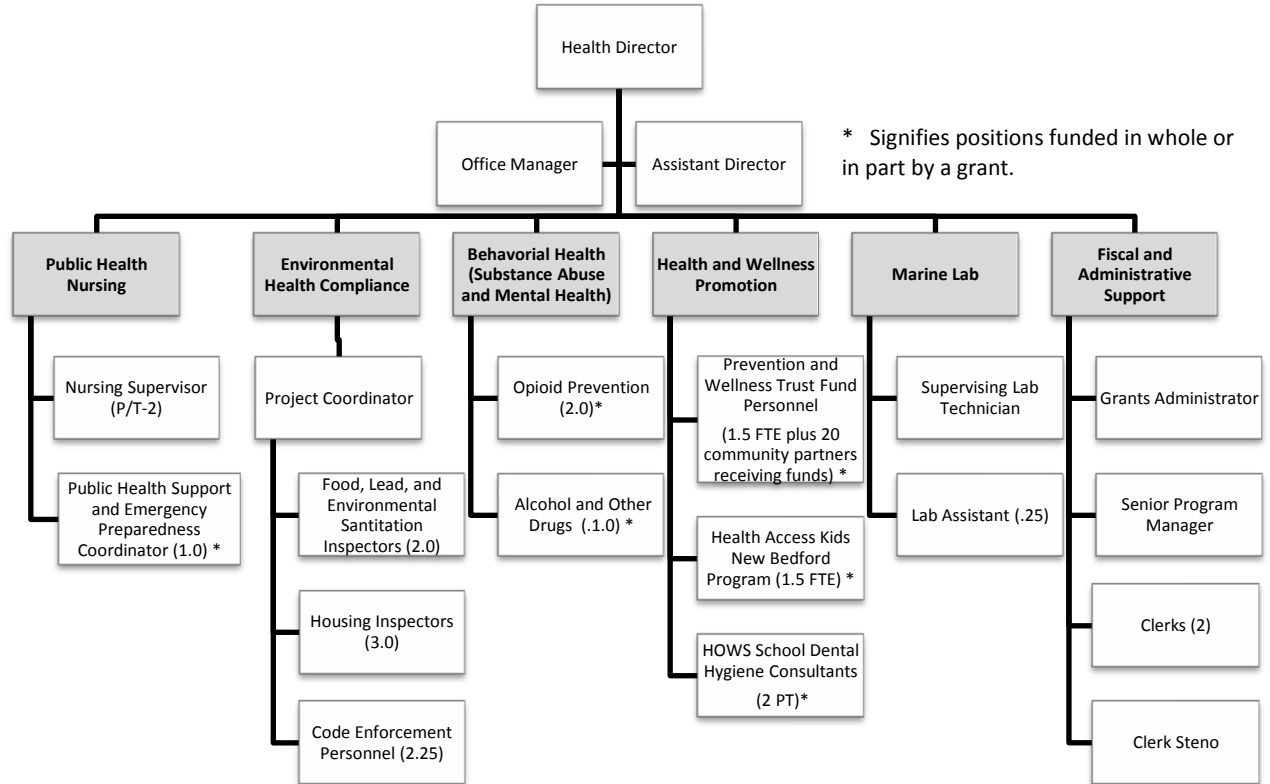 Health Director
Office Manager
Assistant Director
* Signifies positions funded in whole or
in part by a grant.
Public Health
Nursing
Environmental
Health Compliance
Behavorial Health
(Substance Abuse
and Mental Health)
Health and Wellness
Promotion
Marine Lab
Fiscal and
Administrative
Support
Nursing Supervisor
(P/T-2)
Public Health Support
and Emergency
Preparedness
Coordinator (1.0) *
Project Coordinator
Food, Lead, and
Environmental
Santitation
Inspectors (2.0)
Housing Inspectors
(3.0)
Code Enforcement
Personnel (2.25)
Opioid Prevention
(2.0)*
Alcohol and Other
Drugs (.1.0) *
Prevention and
Wellness Trust Fund
Personnel
(1.5 FTE plus 20
community partners
receiving funds) *
Health Access Kids
New Bedford
Program (1.5 FTE) *
HOWS School Dental
Hygiene Consultants
(2 PT)*
Supervising Lab
Technician
Lab Assistant (.25)
Grants Administrator
Senior Program
Manager
Clerks (2)
Clerk Steno